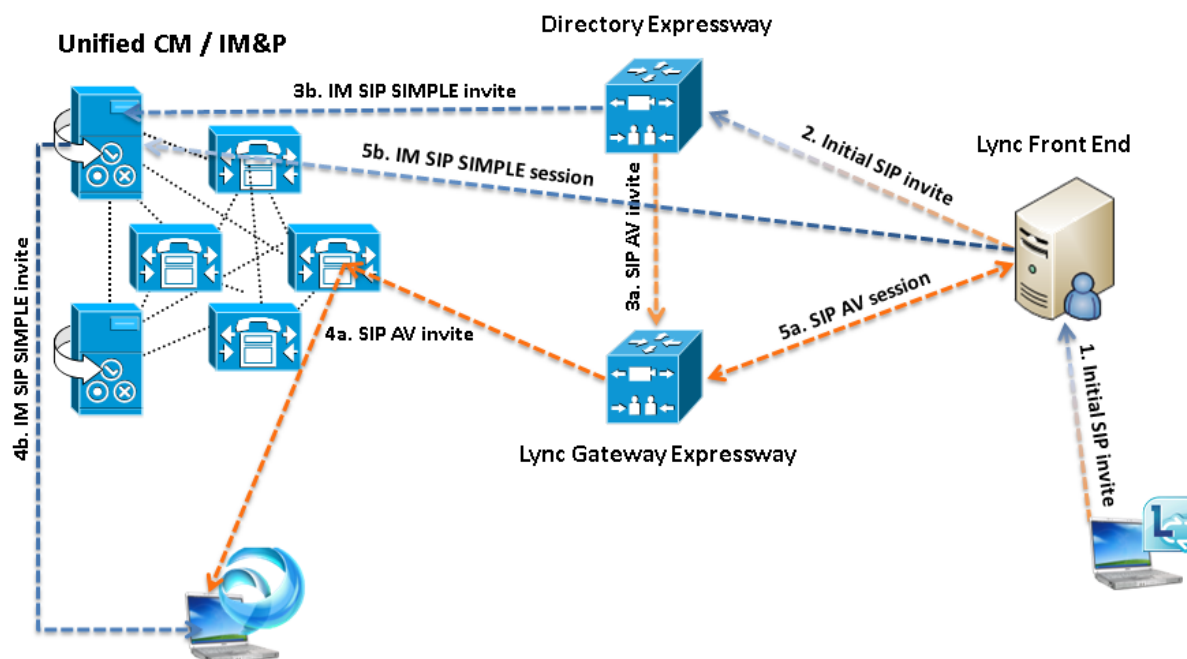 Directory Expressway
Unified CM / IM&P
3b. IM SIP SIMPLE invite
2. Initial SIP invite
Lync Front End
5b. IM SIP SIMPLE session
3a. SIP AV invite
4b. IM SIP SIMPLE invite
4a. SIP AV invite
5a. SIP AV session
1. Initial SIP invite
Lync Gateway Expressway
L